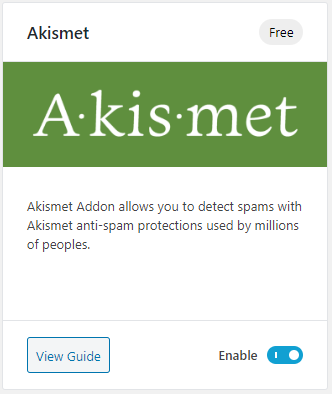 Akismet
Free
A·kis·met
Akismet Addon allows you to detect spams with
Akismet anti-spam protections used by millions
of peoples.
View Guide
Enable